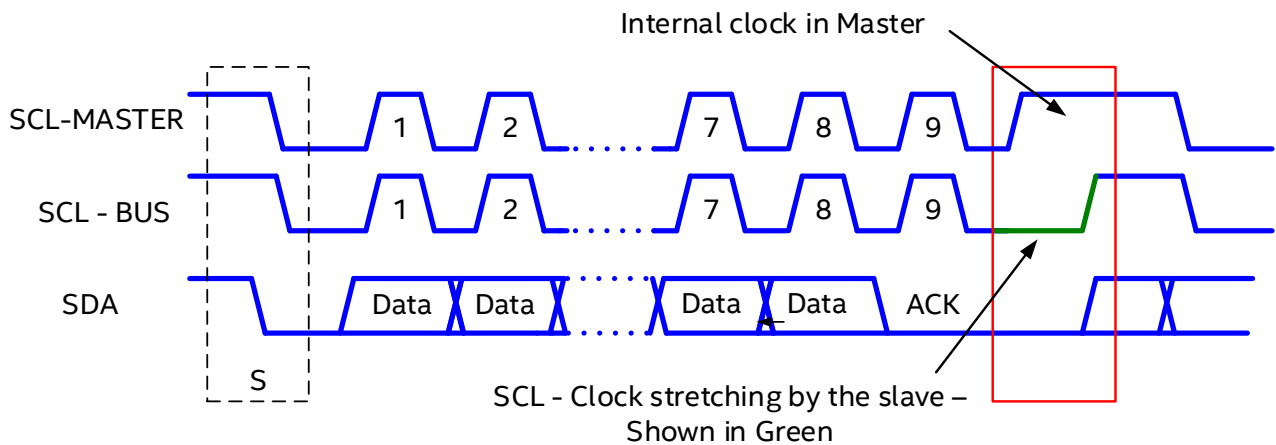 Internal clock in Master
SCL-MASTER
1 2 7 8 9
SCL - BUS
1 2 7 8 9
SDA
Data Data Data Data ACK
S
SCL - Clock stretching by the slave –
Shown in Green